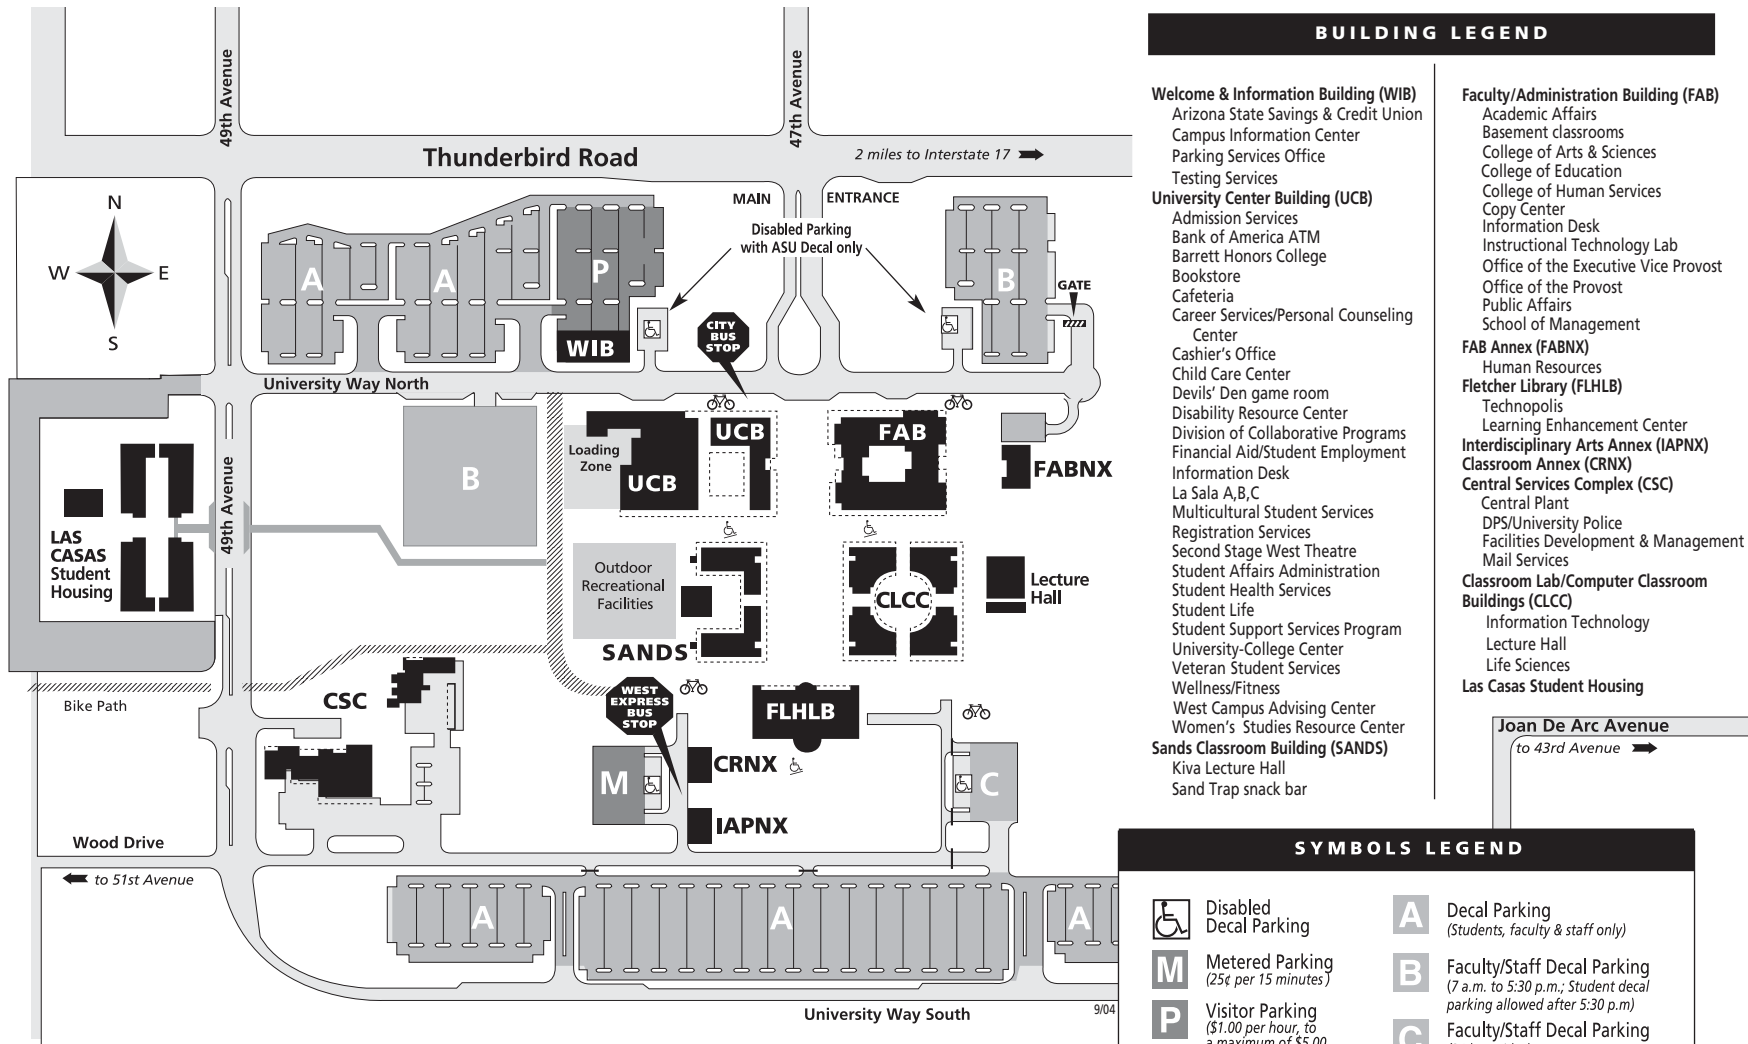 49th Avenue
47th Avenue
Thunderbird Road
2 miles to Interstate 17
N
W
E
S
MAIN
ENTRANCE
Disabled Parking
with ASU Decal only
A
A
P
B
GATE
WIB
CITY
BUS
STOP
University Way North
UCB
FAB
Loading
Zone
UCB
B
FABNX
49th Avenue
LAS
CASAS
Student
Housing
Outdoor
Recreational
Facilities
CLCC
Lecture
Hall
SANDS
Bike Path
CSC
WEST
EXPRESS
BUS
STOP
FLHLB
M
CRNX
C
IAPNX
Wood Drive
to 51st Avenue
A
A
A
University Way South
9/04
BUILDING LEGEND
Welcome & Information Building (WIB)
Arizona State Savings & Credit Union
Campus Information Center
Parking Services Office
Testing Services
University Center Building (UCB)
Admission Services
Bank of America ATM
Barrett Honors College
Bookstore
Cafeteria
Career Services/Personal Counseling
Center
Cashier's Office
Child Care Center
Devils' Den game room
Disability Resource Center
Division of Collaborative Programs
Financial Aid/Student Employment
Information Desk
La Sala A,B,C
Multicultural Student Services
Registration Services
Second Stage West Theatre
Student Affairs Administration
Student Health Services
Student Life
Student Support Services Program
University-College Center
Veteran Student Services
Wellness/Fitness
West Campus Advising Center
Women's Studies Resource Center
Sands Classroom Building (SANDS)
Kiva Lecture Hall
Sand Trap snack bar
Faculty/Administration Building (FAB)
Academic Affairs
Basement classrooms
College of Arts & Sciences
College of Education
College of Human Services
Copy Center
Information Desk
Instructional Technology Lab
Office of the Executive Vice Provost
Office of the Provost
Public Affairs
School of Management
FAB Annex (FABNX)
Human Resources
Fletcher Library (FLHLB)
Technopolis
Learning Enhancement Center
Interdisciplinary Arts Annex (IAPNX)
Classroom Annex (CRNX)
Central Services Complex (CSC)
Central Plant
DPS/University Police
Facilities Development & Management
Mail Services
Classroom Lab/Computer Classroom
Buildings (CLCC)
Information Technology
Lecture Hall
Life Sciences
Las Casas Student Housing
Joan De Arc Avenue
to 43rd Avenue
SYMBOLS LEGEND
Disabled
Decal Parking
M Metered Parking
(25¢ per 15 minutes)
P Visitor Parking
($1.00 per hour, to
a maximum of $5.00
A Decal Parking
(Students, faculty & staff only)
B Faculty/Staff Decal Parking
(7 a.m. to 5:30 p.m.; Student decal
parking allowed after 5:30 p.m)
C Faculty/Staff Decal Parking